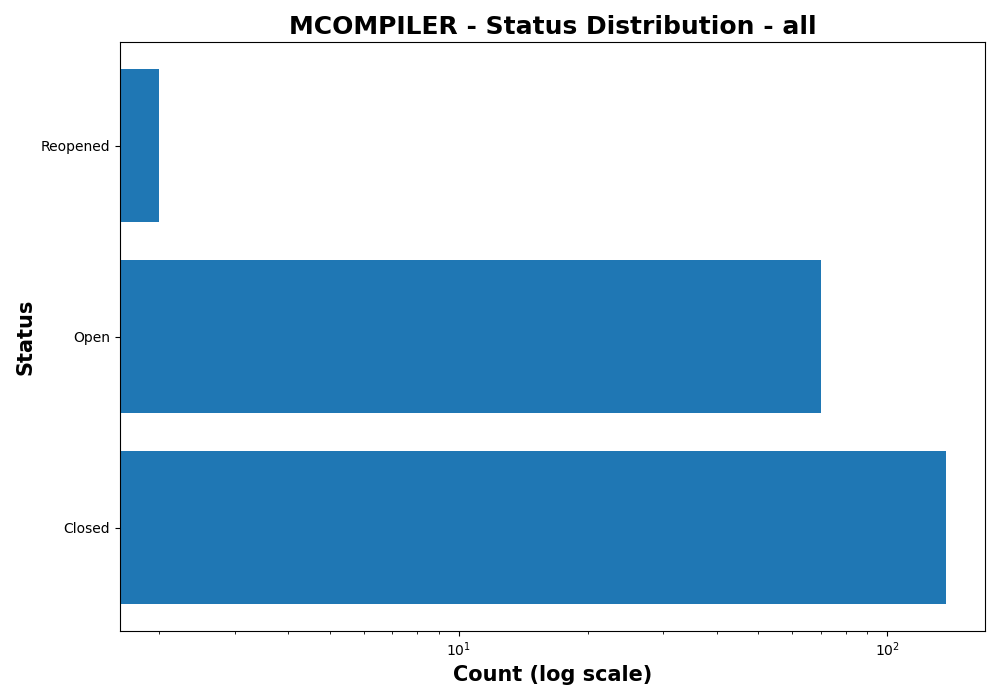 MCOMPILER - Status Distribution - all
Reopened
Open
Closed
Status
10¹
10²
Count (log scale)